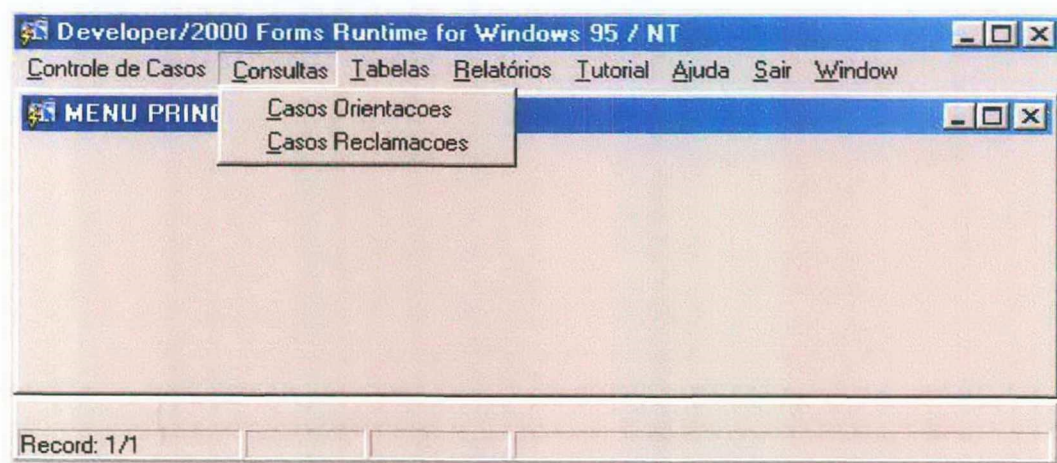 Developer/2000 Forms Runtime for Windows 95 / NT
Controle de Casos Consultas Tabelas Relatórios Tutorial Ajuda Sair Window
MENU PRINC
Casos Orientacoes
Casos Reclamacoes
Record: 1/1